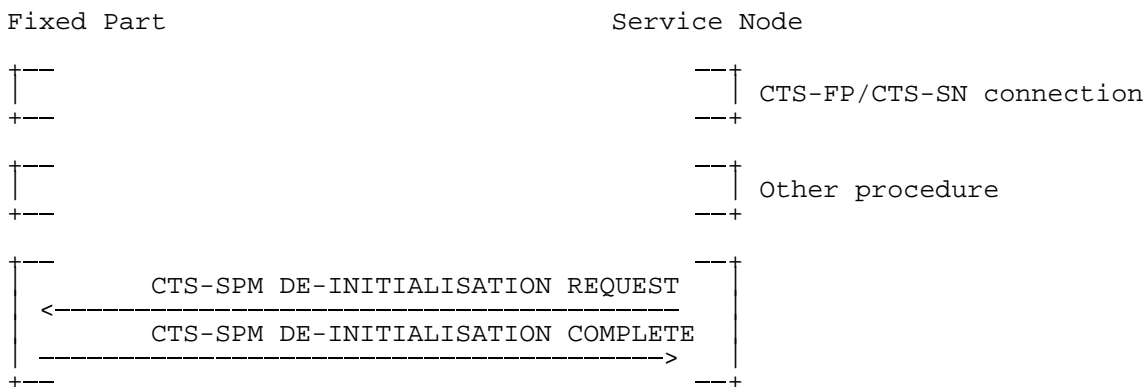 Fixed Part Service Node
CTS-FP/CTS-SN connection
Other procedure
CTS-SPM DE-INITIALISATION REQUEST
CTS-SPM DE-INITIALISATION COMPLETE